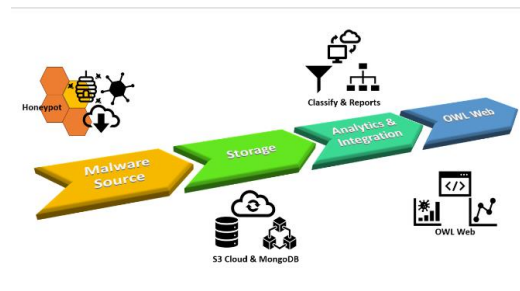 Honeypot
Malware
Source
Storage
S3 Cloud & MongoDB
Classify & Reports
Analytics &
Integration
OWL Web
OWL Web